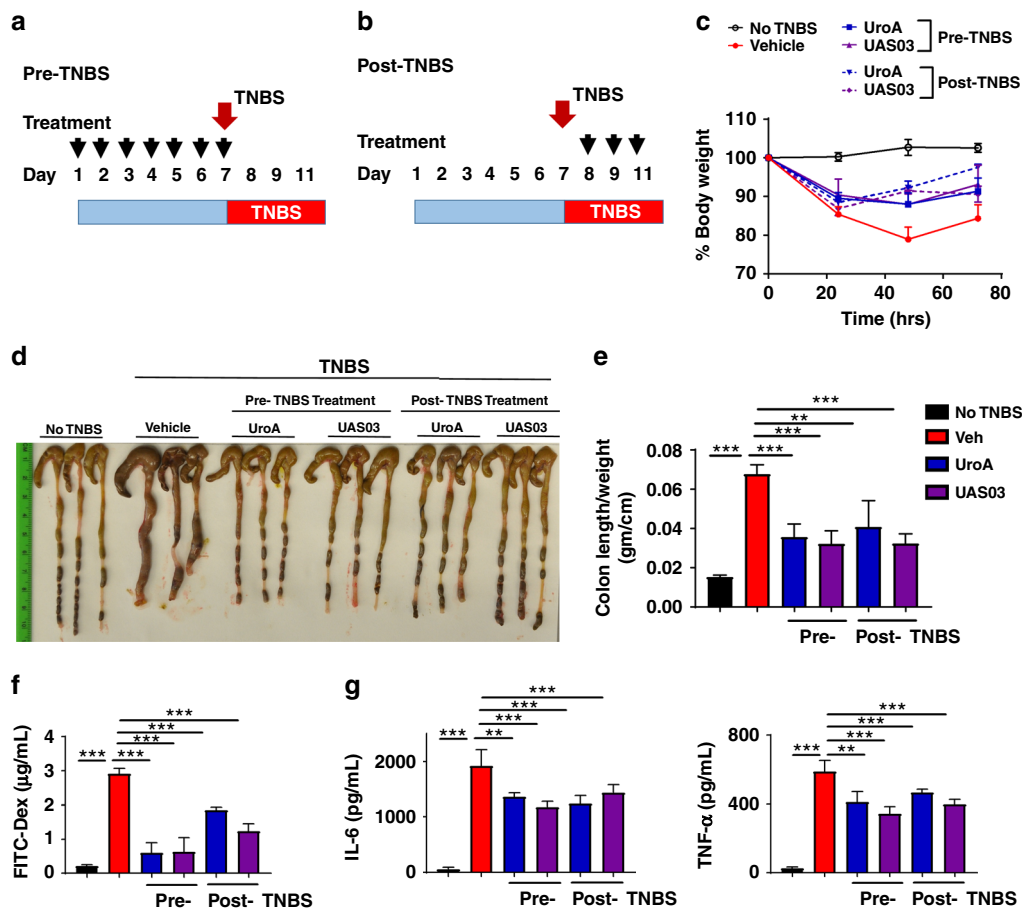 a
Pre-TNBS
TNBS
Treatment
Day 1 2 3 4 5 6 7 8 9 11
TNBS
b
Post-TNBS
TNBS
Treatment
Day 1 2 3 4 5 6 7 8 9 11
TNBS
c
No TNBS
Vehicle
UroA
UAS03
Pre-TNBS
UroA
UAS03
Post-TNBS
% Body weight
110
100
90
80
70
0 20 40 60 80
Time (hrs)
d
TNBS
Pre- TNBS Treatment Post- TNBS Treatment
No TNBS Vehicle UroA UAS03 UroA UAS03
e
Colon length/weight
(gm/cm)
0.08
0.06
0.04
0.02
0.00
***
**
***
*** ***
Pre- Post- TNBS
No TNBS
Veh
UroA
UAS03
f
FITC-Dex (μg/mL)
4
3
2
1
0
***
***
***
*** ***
Pre- Post- TNBS
g
IL-6 (pg/mL)
2000
1000
0
***
***
***
*** **
Pre- Post- TNBS
TNF-α (pg/mL)
800
400
0
***
***
***
*** **
Pre- Post- TNBS